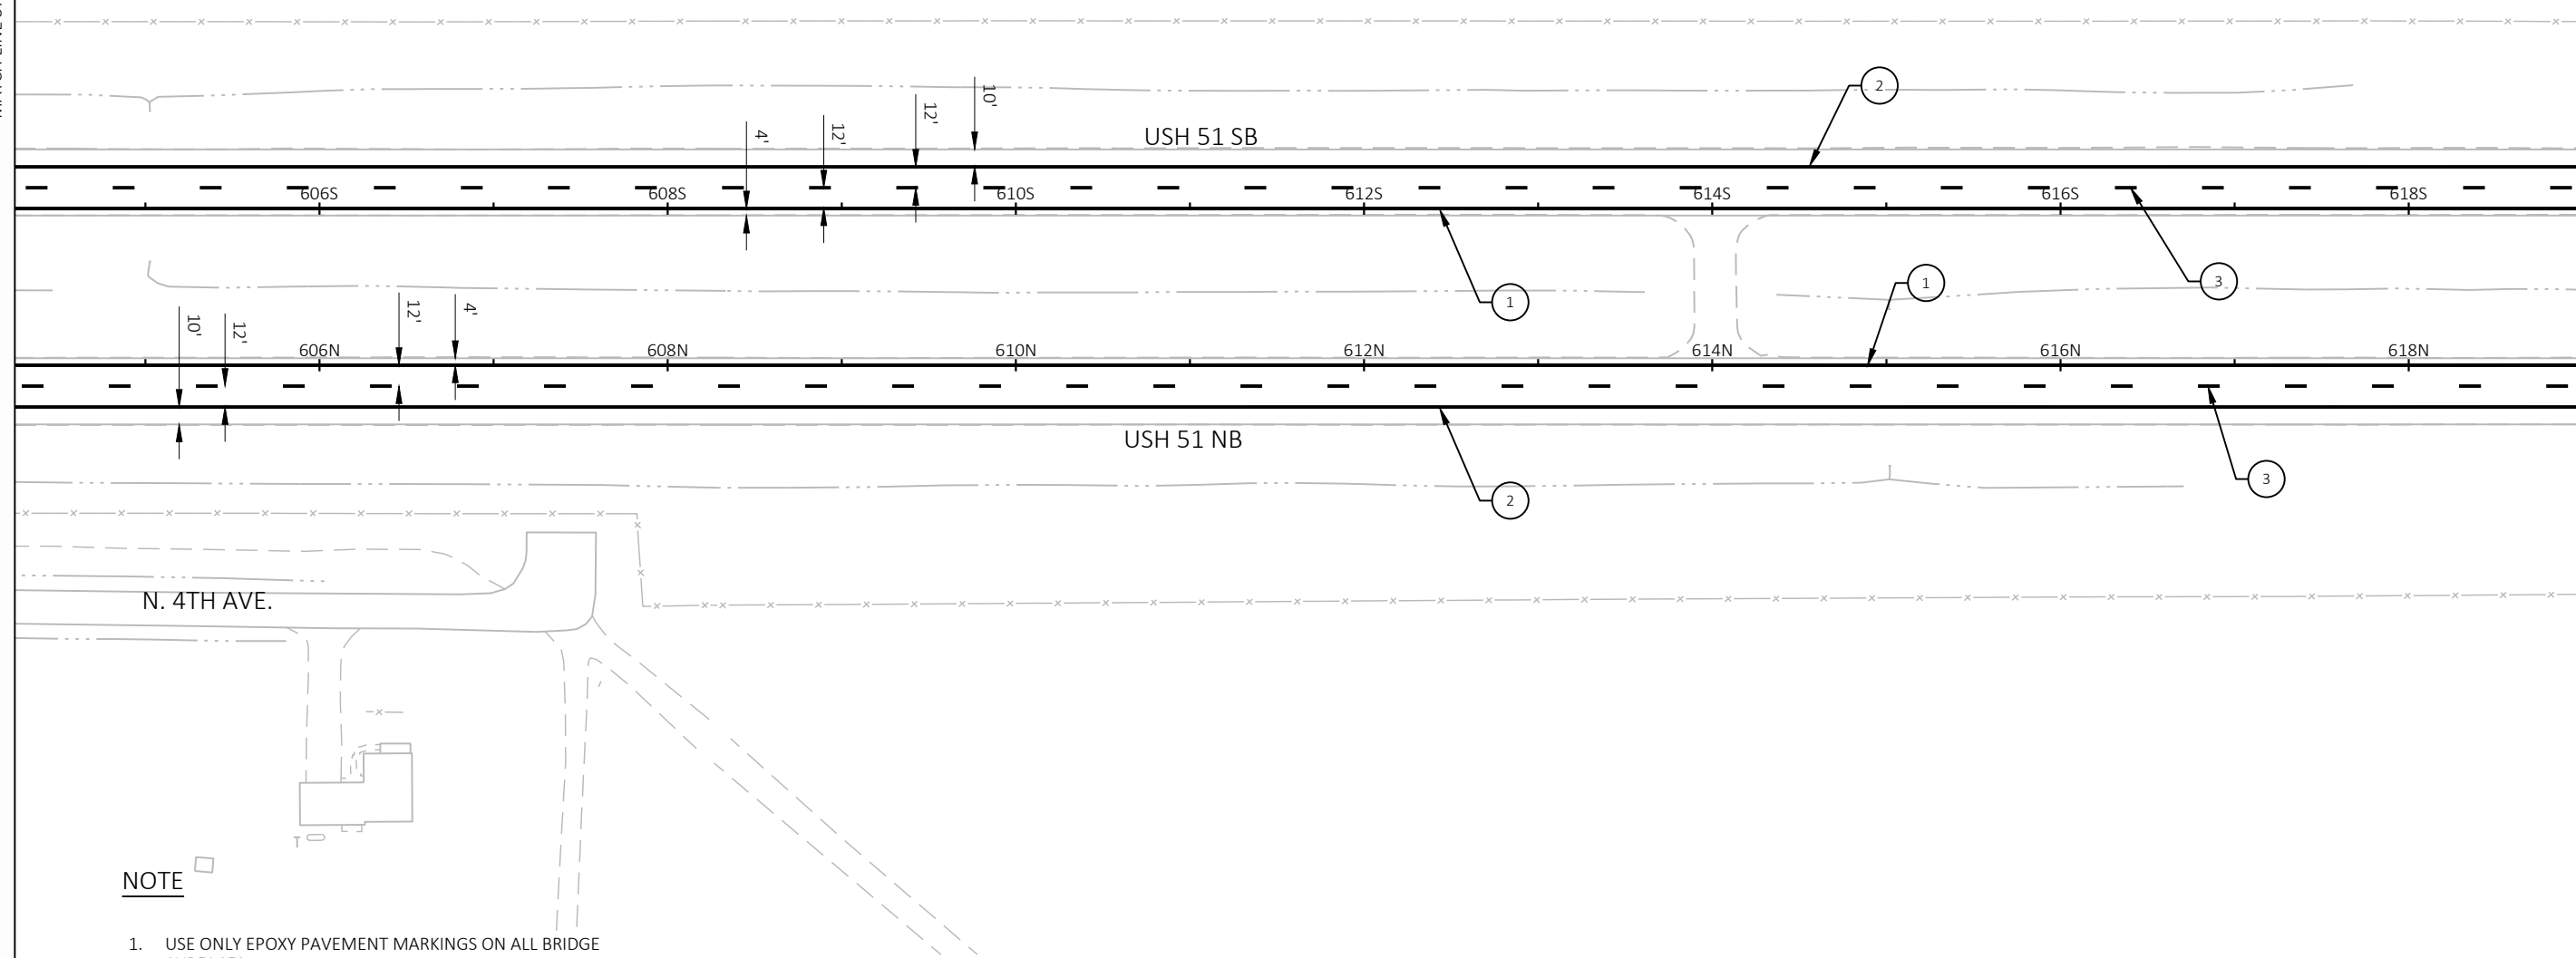 10'
12'
12'
4'
2
USH 51 SB
606S
608S
610S
612S
614S
616S
618S
1
1
3
10'
12'
12'
4'
606N
608N
610N
612N
614N
616N
618N
USH 51 NB
2
3
N. 4TH AVE.
T
NOTE
1. USE ONLY EPOXY PAVEMENT MARKINGS ON ALL BRIDGE